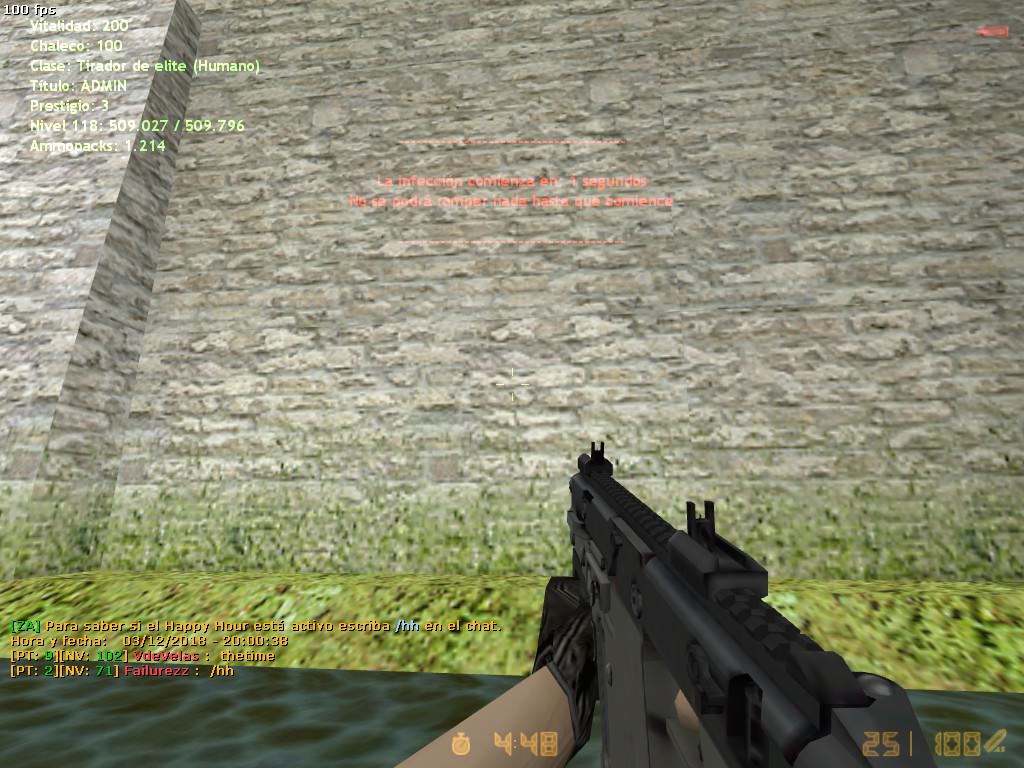 100 fps
Vitalidad: 200
Chaleco: 100
Clase: Tirador de elite (Humano)
Título: ADMIN
Prestigio: 3
Nivel 118: 509.027 / 509.796
Ammopacks: 1.214
La infección comienza en: 1 segundos
No se podrá romper nada hasta que comience
[ZA] Para saber si el Happy Hour está activo escriba /hh en el chat.
Hora y fecha: 03/12/2018 - 20:00:38
[PT: 9][NV: 102] VdeVelas : thetime
[PT: 2][NV: 71] Failurezz : /hh
4:48
25 | 100